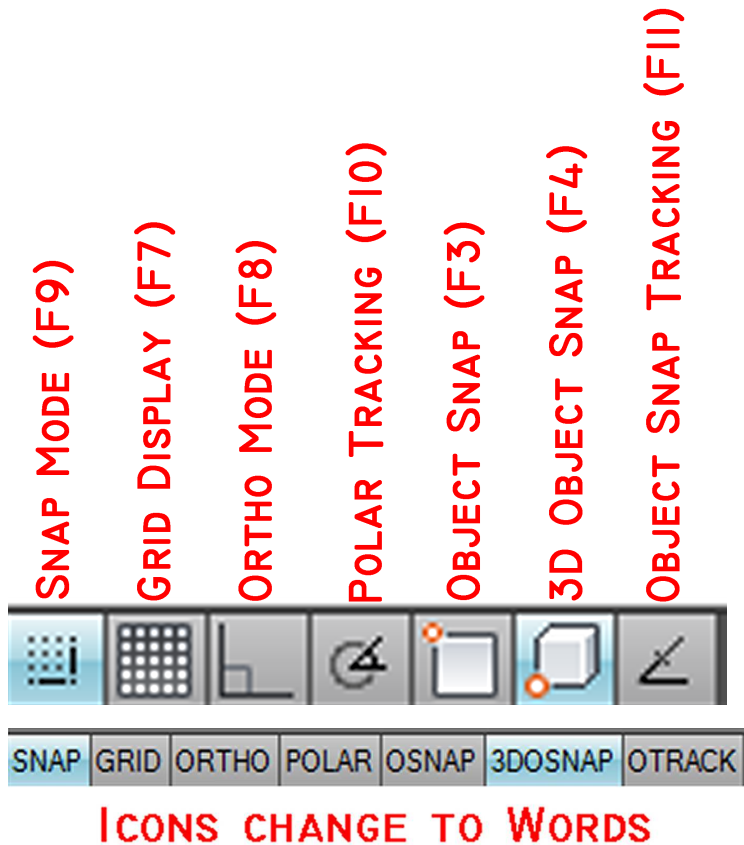 SNAP MODE (F9)
GRID DISPLAY (F7)
ORTHO MODE (F8)
POLAR TRACKING (F10)
OBJECT SNAP (F3)
3D OBJECT SNAP (F4)
OBJECT SNAP TRACKING (F11)
SNAP GRID ORTHO POLAR OSNAP 3DOSNAP OTRACK
ICONS CHANGE TO WORDS